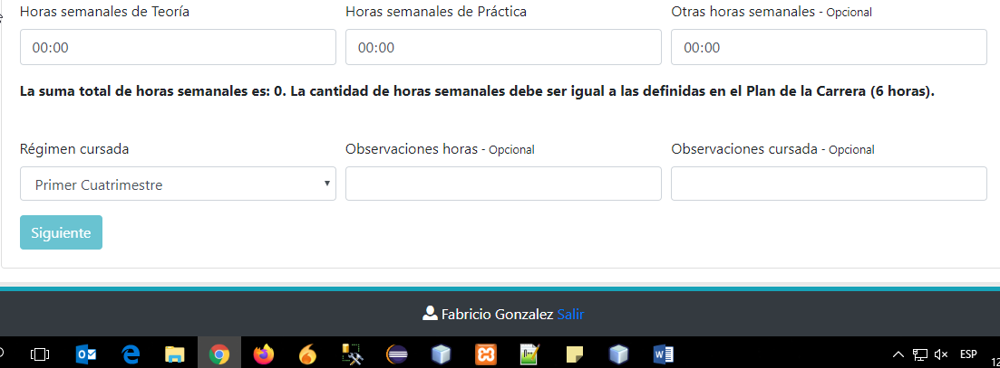 Horas semanales de Teoría Horas semanales de Práctica Otras horas semanales - Opcional
00:00 00:00 00:00
La suma total de horas semanales es: 0. La cantidad de horas semanales debe ser igual a las definidas en el Plan de la Carrera (6 horas).
Régimen cursada Observaciones horas - Opcional Observaciones cursada - Opcional
Primer Cuatrimestre
Siguiente
Fabricio Gonzalez Salir
ESP